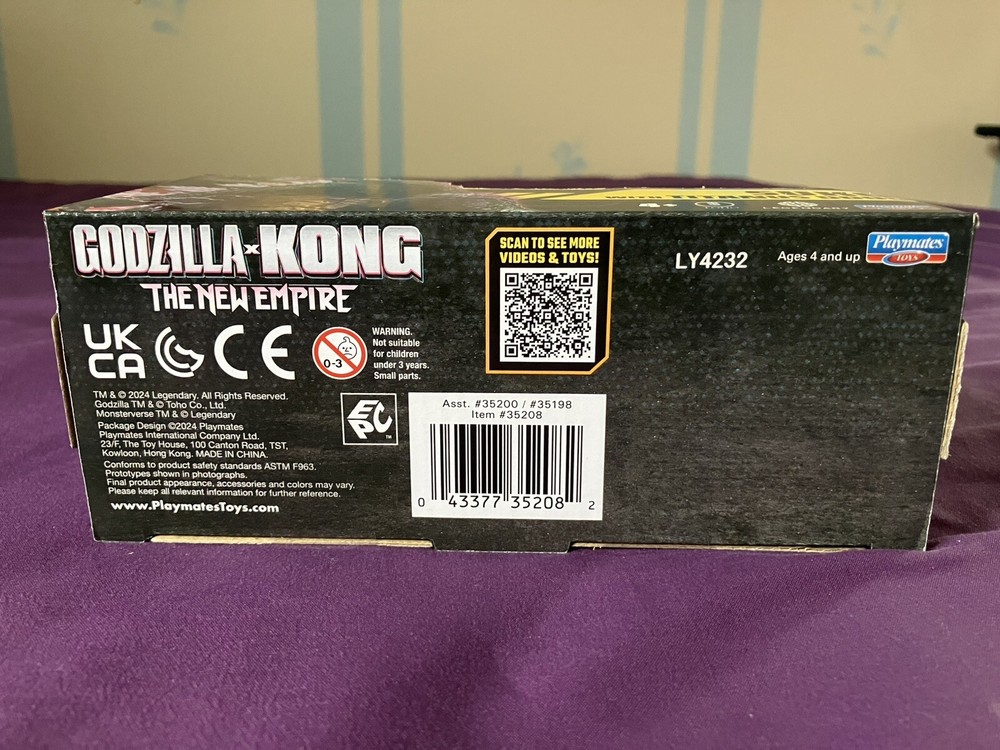 GODZILLA x KONG
THE NEW EMPIRE
UK
CA
CE
0-3
WARNING.
Not suitable
for children
under 3 years.
Small parts.
TM & © 2024 Legendary. All Rights Reserved.
Godzilla TM & © Toho Co., Ltd.
Monsterverse TM & © Legendary
Package Design ©2024 Playmates
Playmates International Company Ltd.
23/F, The Toy House, 100 Canton Road, TST,
Kowloon, Hong Kong. MADE IN CHINA.
Conforms to product safety standards ASTM F963.
Prototypes shown in photographs.
Final product appearance, accessories and colors may vary.
Please keep all relevant information for further reference.
www.PlaymatesToys.com
EPC TM
SCAN TO SEE MORE
VIDEOS & TOYS!
Asst. #35200 / #35198
Item #35208
0 43377 35208 2
LY4232
Ages 4 and up
Playmates
TOYS